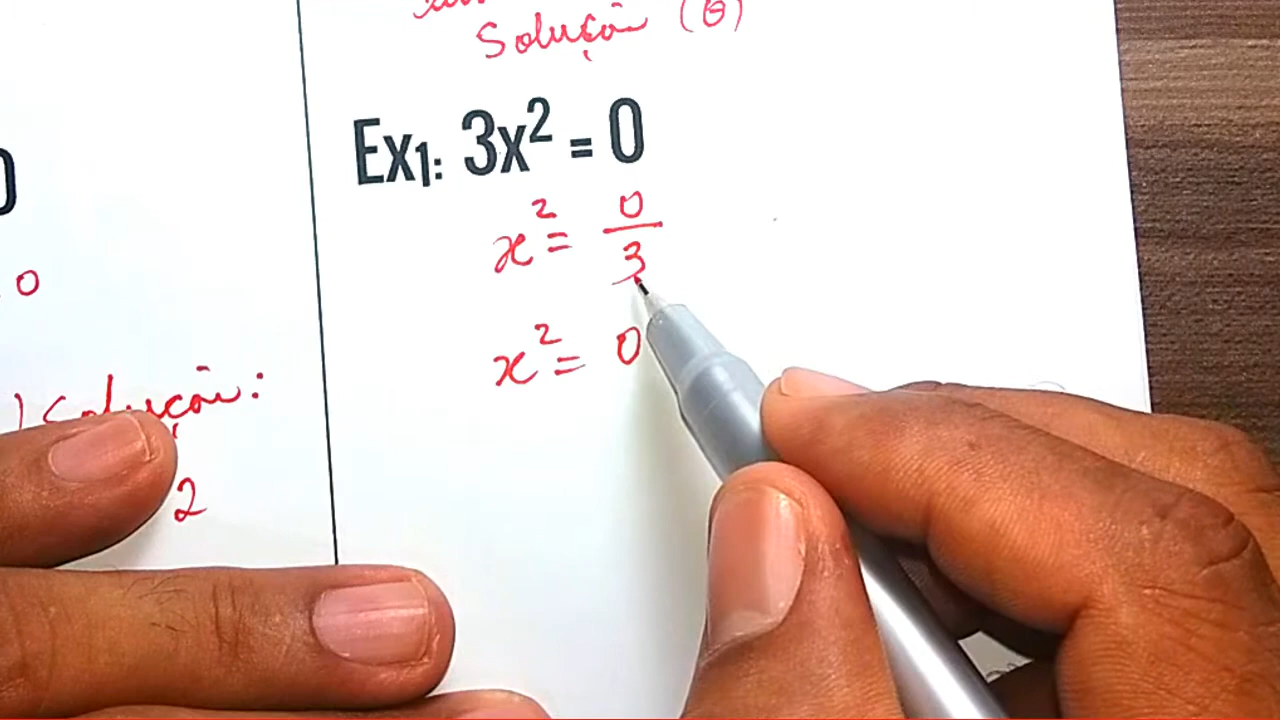 Solução (θ)
Ex1: 3x² = 0
x² = 0/3
x² = 0
0
Solução:
2